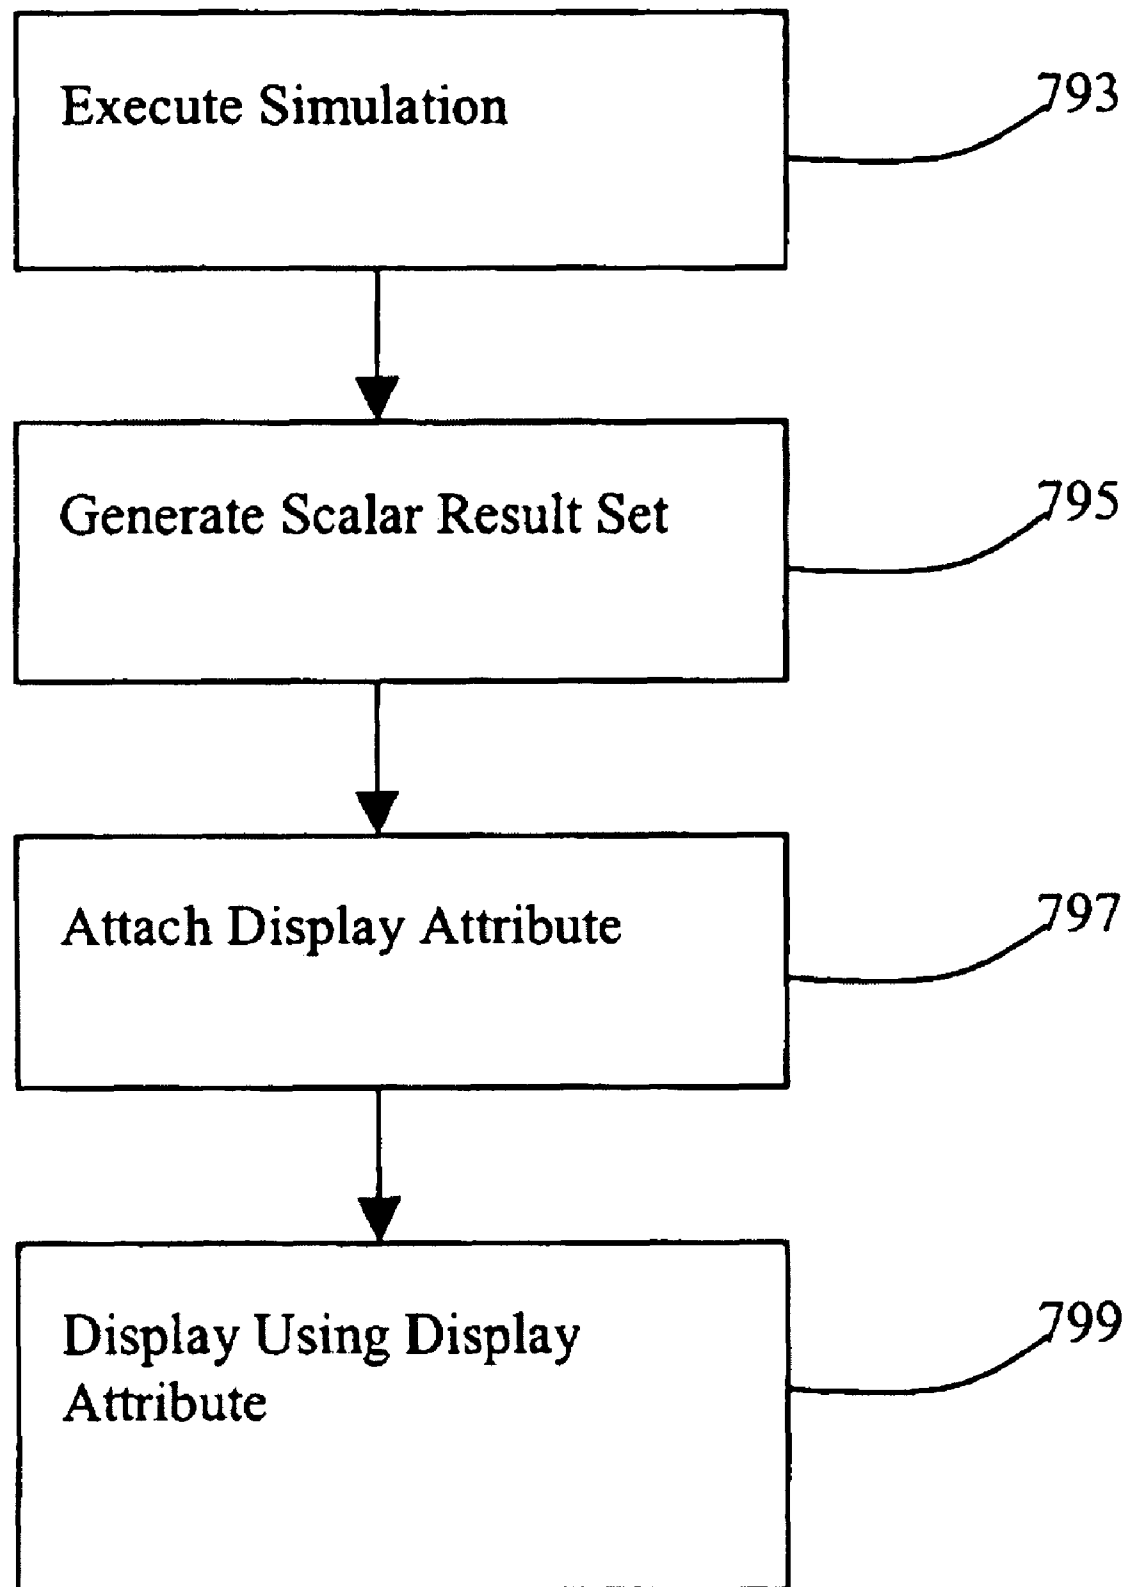 Execute Simulation
793
Generate Scalar Result Set
795
Attach Display Attribute
797
Display Using Display
Attribute
799